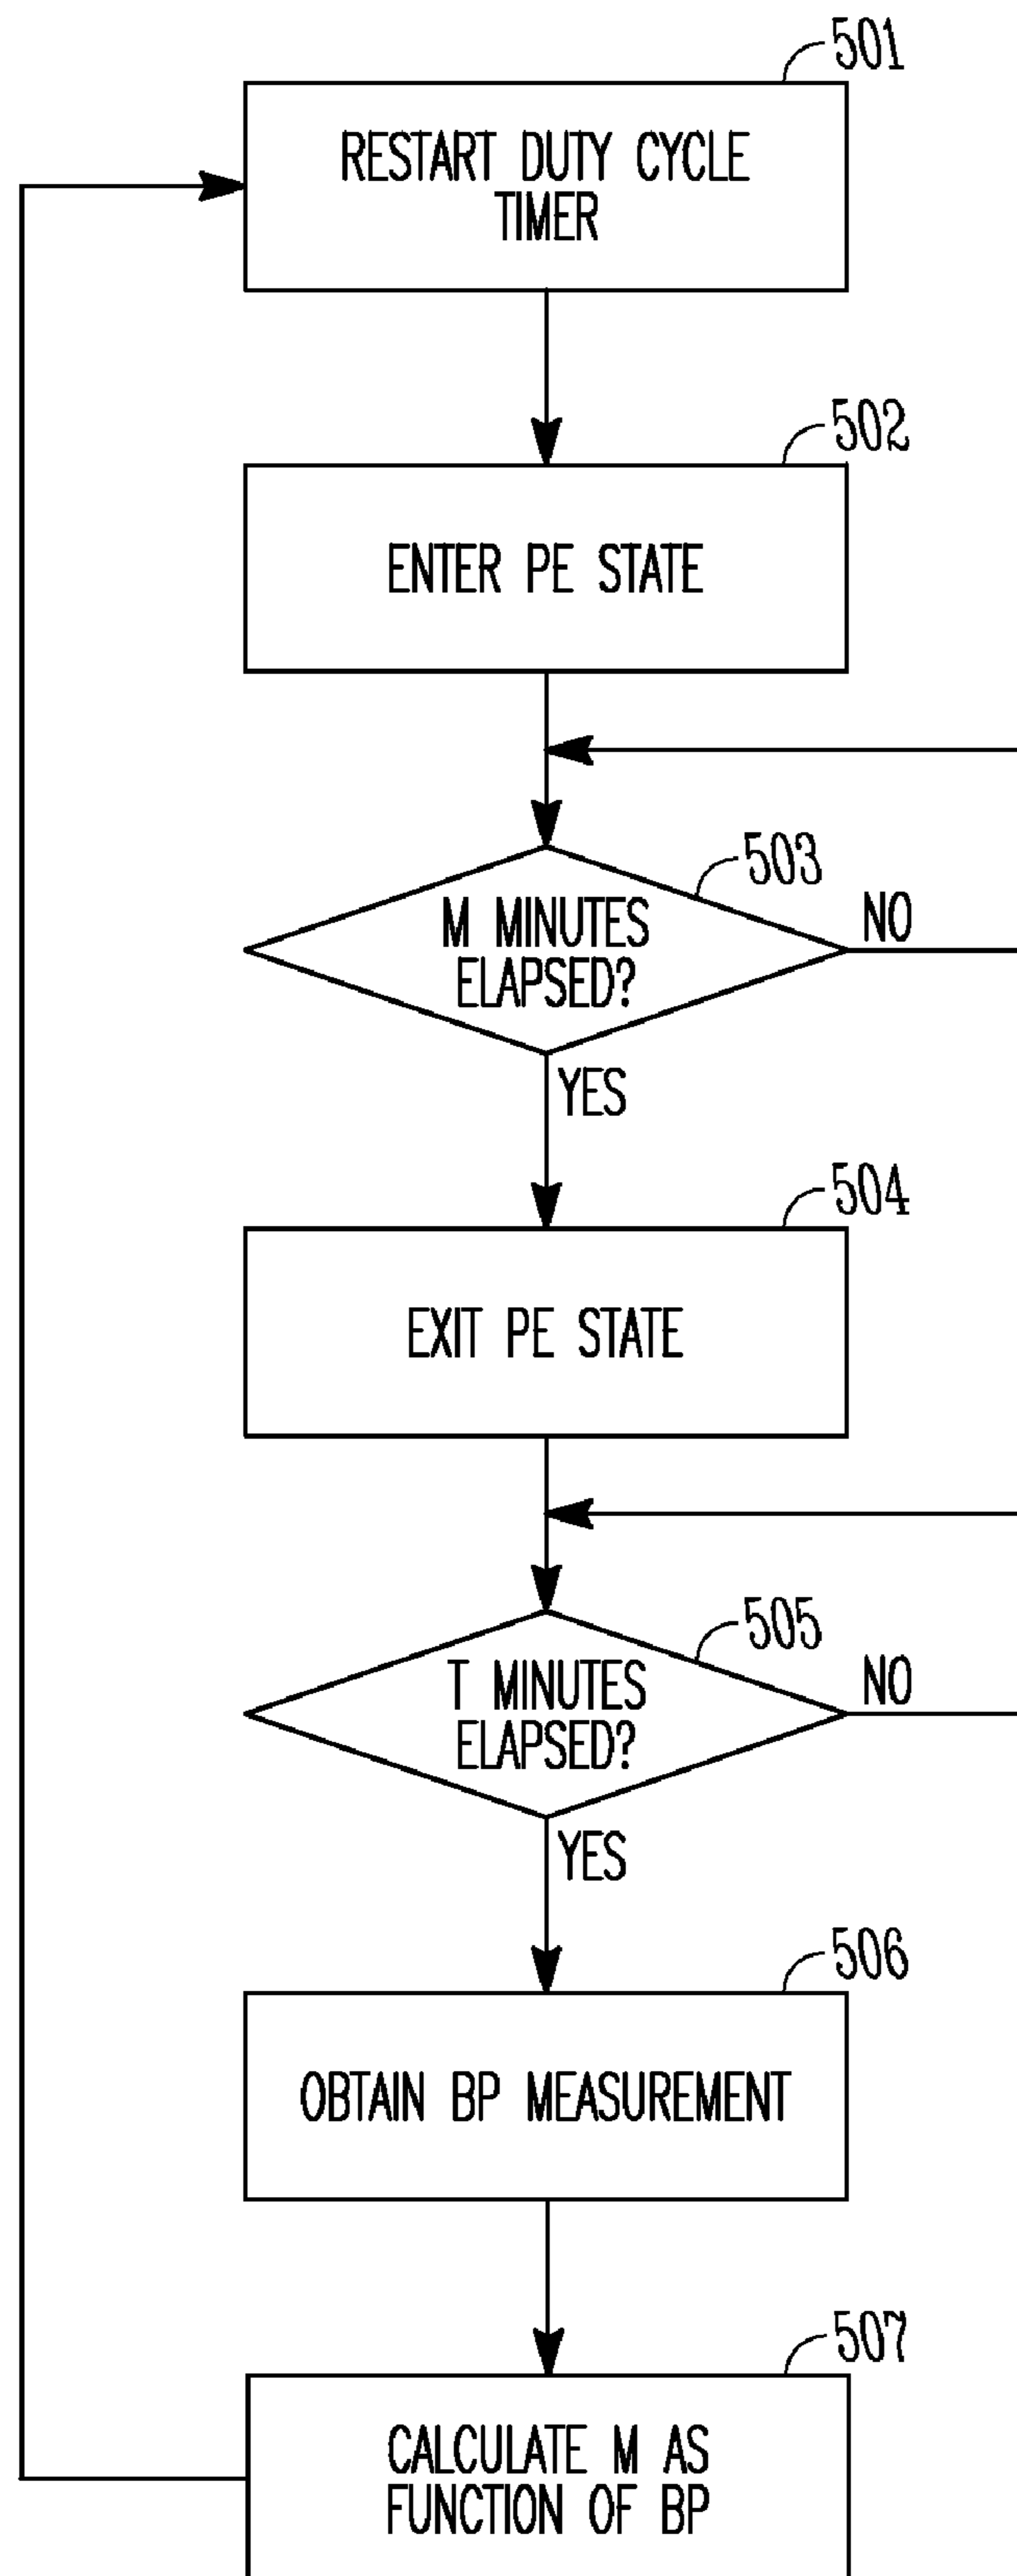 501
RESTART DUTY CYCLE
TIMER
502
ENTER PE STATE
503
M MINUTES
ELAPSED?
NO
YES
504
EXIT PE STATE
505
T MINUTES
ELAPSED?
NO
YES
506
OBTAIN BP MEASUREMENT
507
CALCULATE M AS
FUNCTION OF BP